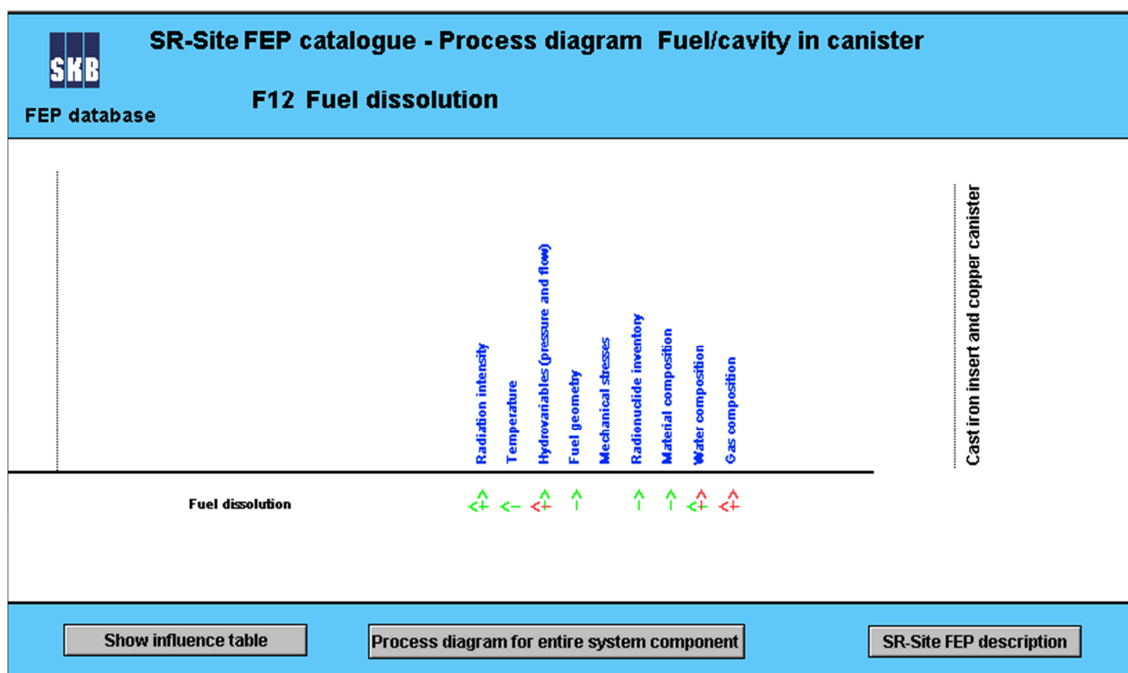 SR-Site FEP catalogue - Process diagram Fuel/cavity in canister
SKB
F12 Fuel dissolution
FEP database
Radiation intensity
Temperature
Hydrovariables (pressure and flow)
Fuel geometry
Mechanical stresses
Radionuclide inventory
Material composition
Water composition
Gas composition
Cast iron insert and copper canister
Fuel dissolution
Show influence table
Process diagram for entire system component
SR-Site FEP description